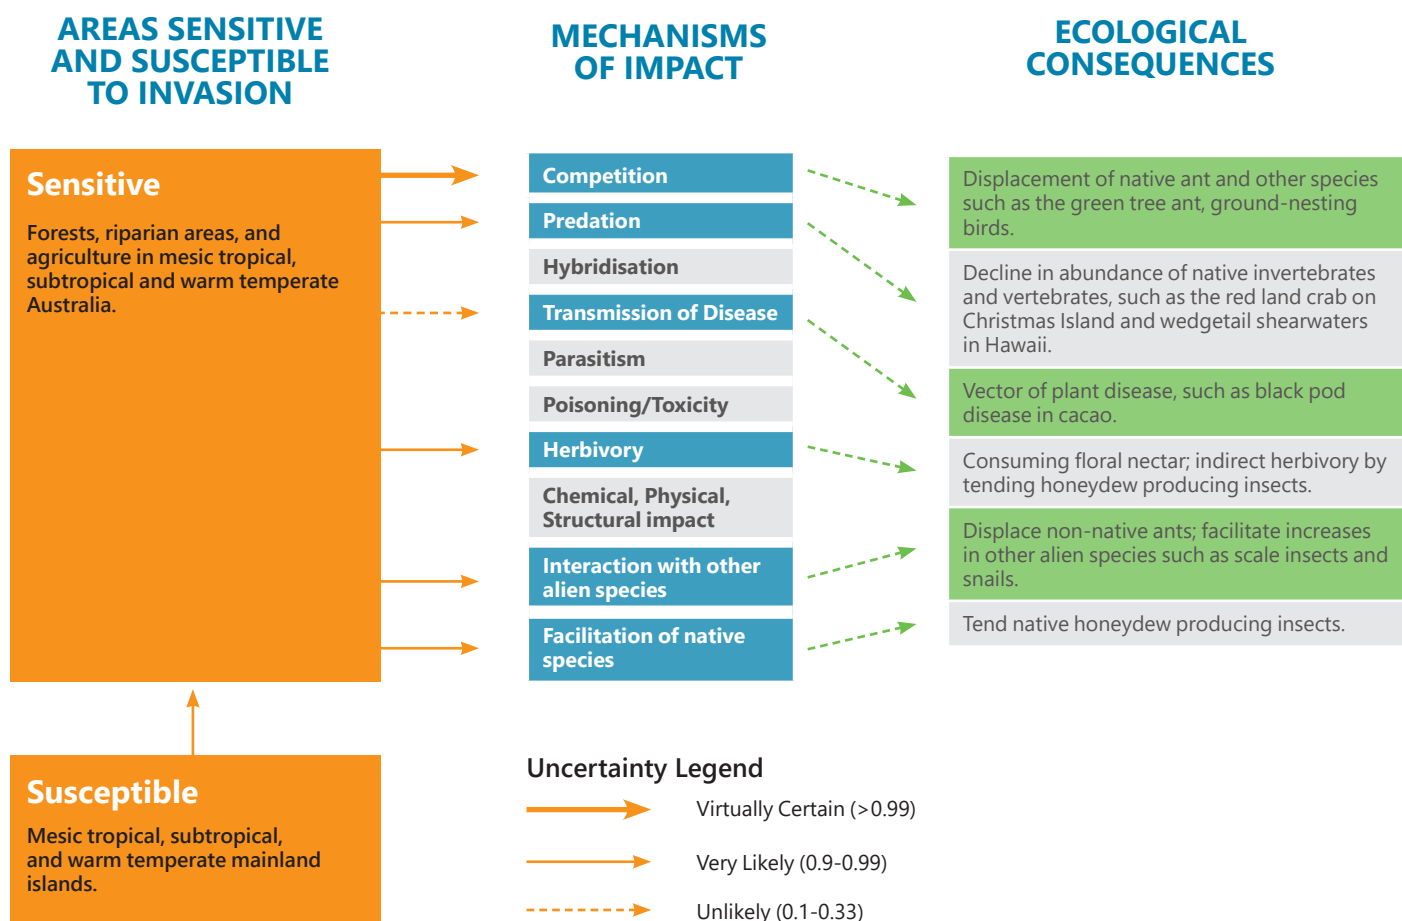 AREAS SENSITIVE
AND SUSCEPTIBLE
TO INVASION
MECHANISMS
OF IMPACT
ECOLOGICAL
CONSEQUENCES
Sensitive
Forests, riparian areas, and
agriculture in mesic tropical,
subtropical and warm temperate
Australia.
Susceptible
Mesic tropical, subtropical,
and warm temperate mainland
islands.
Competition
Predation
Hybridisation
Transmission of Disease
Parasitism
Poisoning/Toxicity
Herbivory
Chemical, Physical,
Structural impact
Interaction with other
alien species
Facilitation of native
species
Displacement of native ant and other species
such as the green tree ant, ground-nesting
birds.
Decline in abundance of native invertebrates
and vertebrates, such as the red land crab on
Christmas Island and wedgetail shearwaters
in Hawaii.
Vector of plant disease, such as black pod
disease in cacao.
Consuming floral nectar; indirect herbivory by
tending honeydew producing insects.
Displace non-native ants; facilitate increases
in other alien species such as scale insects and
snails.
Tend native honeydew producing insects.
Uncertainty Legend
Virtually Certain (>0.99)
Very Likely (0.9-0.99)
Unlikely (0.1-0.33)